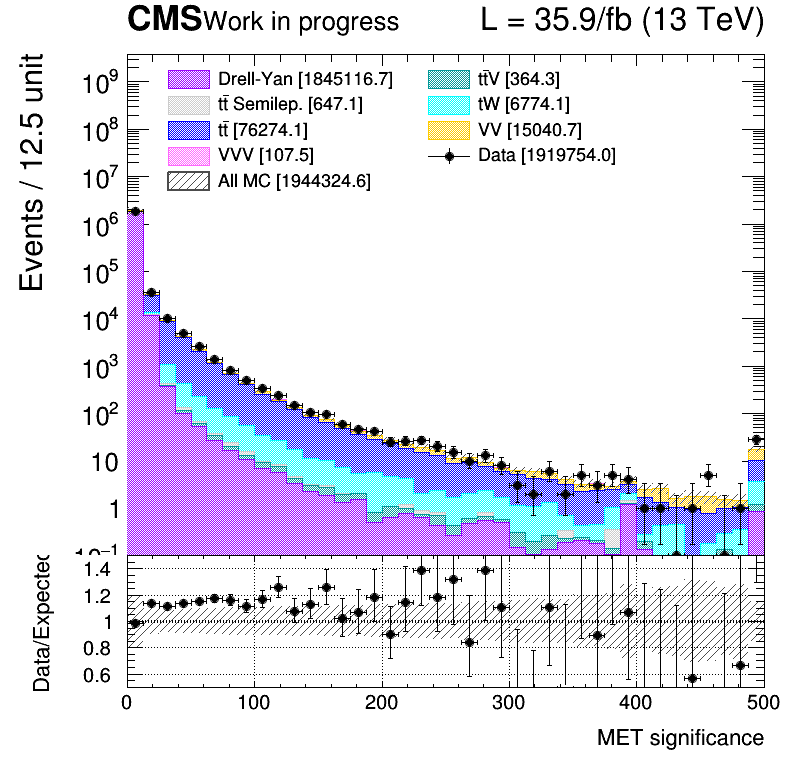 CMS Work in progress L = 35.9/fb (13 TeV)
Events / 12.5 unit
Drell-Yan [1845116.7]
tt̄ Semilep. [647.1]
tt̄ [76274.1]
VVV [107.5]
All MC [1944324.6]
tt̄V [364.3]
tW [6774.1]
VV [15040.7]
Data [1919754.0]
10⁹
10⁸
10⁷
10⁶
10⁵
10⁴
10³
10²
10
1
10⁻¹
Data/Expected
1.4
1.2
1
0.8
0.6
0 100 200 300 400 500
MET significance